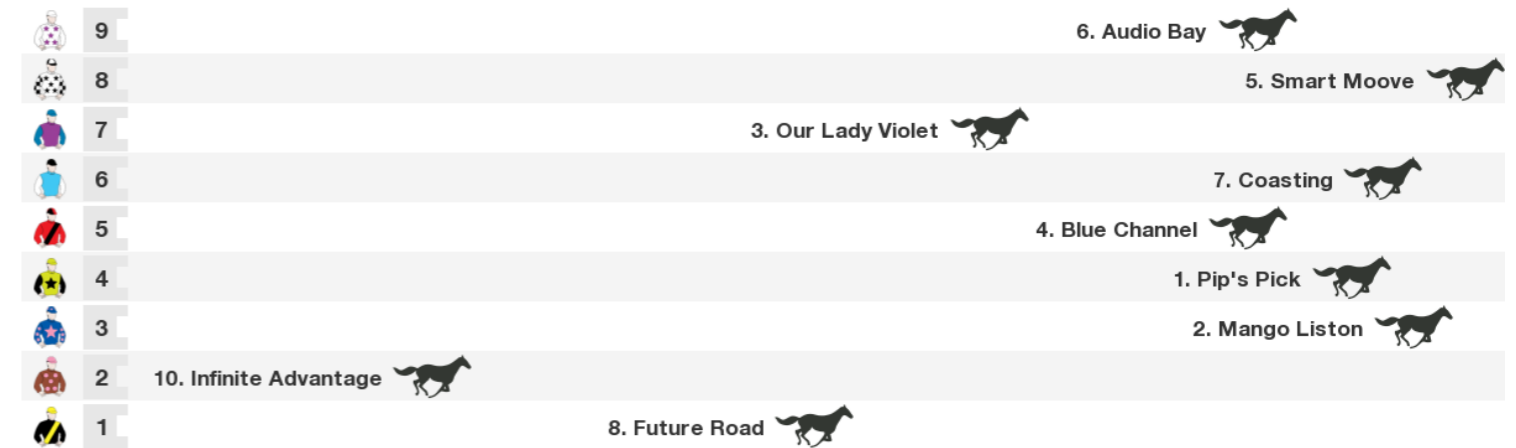 9 6. Audio Bay
8 5. Smart Moove
7 3. Our Lady Violet
6 7. Coasting
5 4. Blue Channel
4 1. Pip's Pick
3 2. Mango Liston
2 10. Infinite Advantage
1 8. Future Road